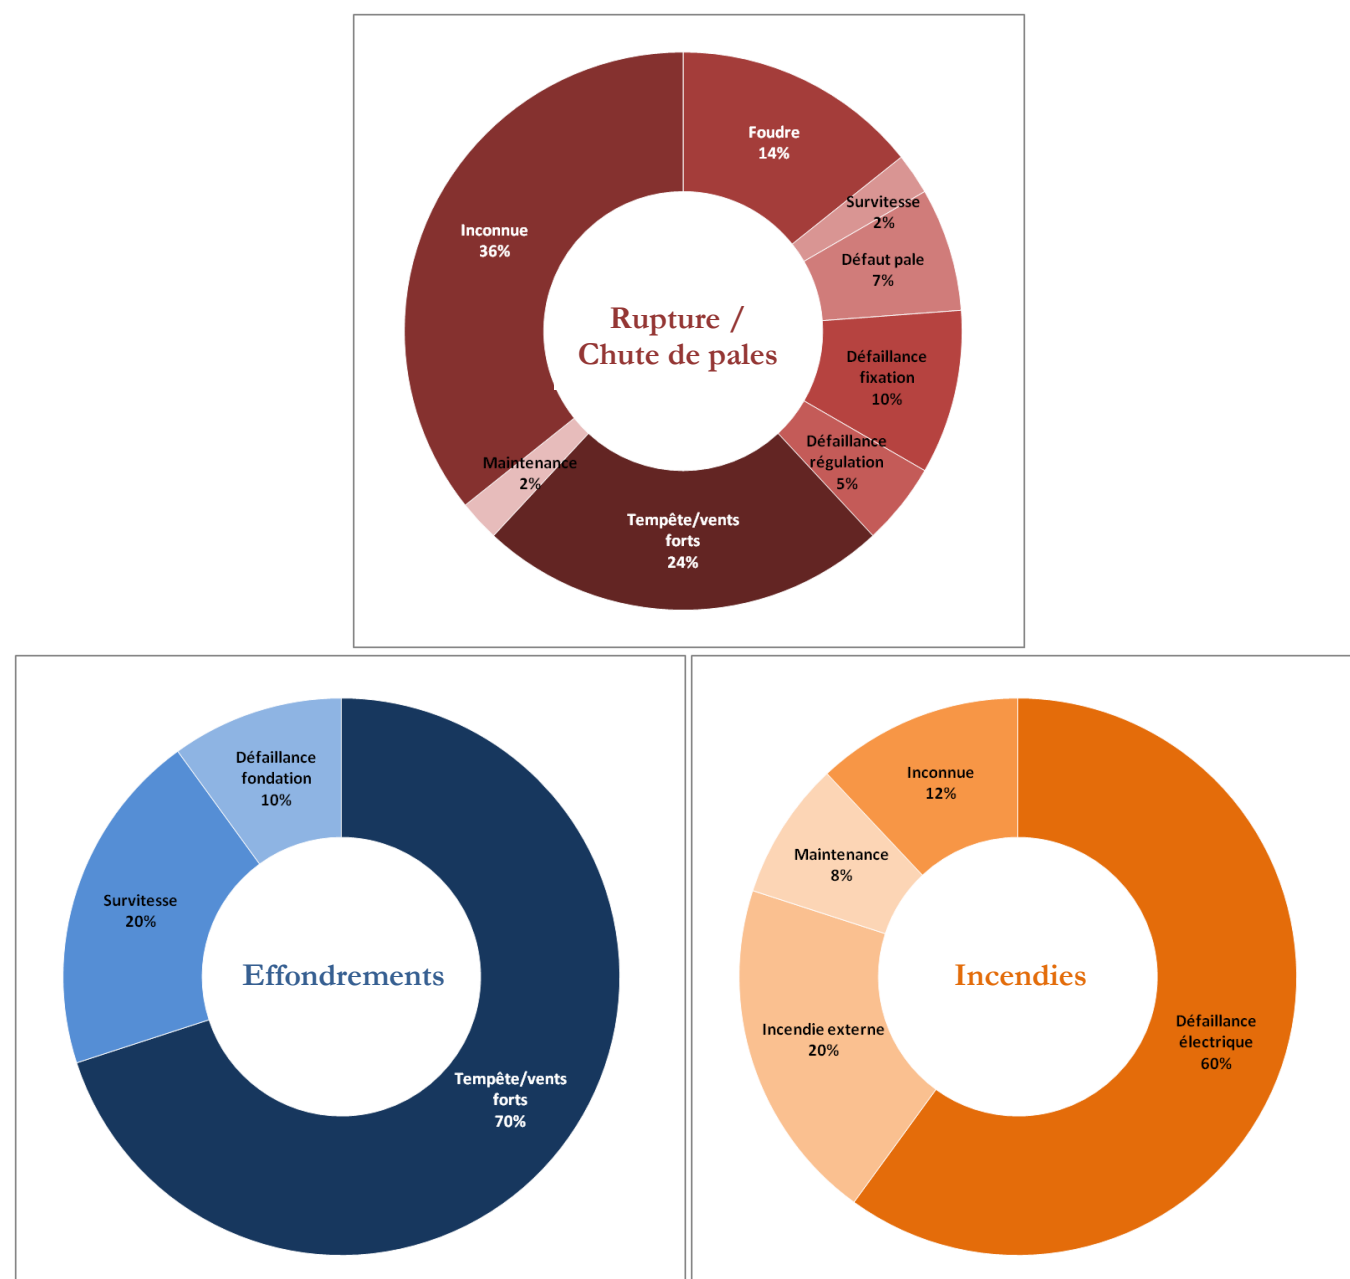 Foudre
14%
Survitesse
2%
Défaut pale
7%
Défaillance
fixation
10%
Défaillance
régulation
5%
Tempête/vents
forts
24%
Maintenance
2%
Inconnue
36%
Rupture /
Chute de pales
Défaillance
fondation
10%
Survitesse
20%
Tempête/vents
forts
70%
Effondrements
Inconnue
12%
Maintenance
8%
Incendie externe
20%
Défaillance
électrique
60%
Incendies